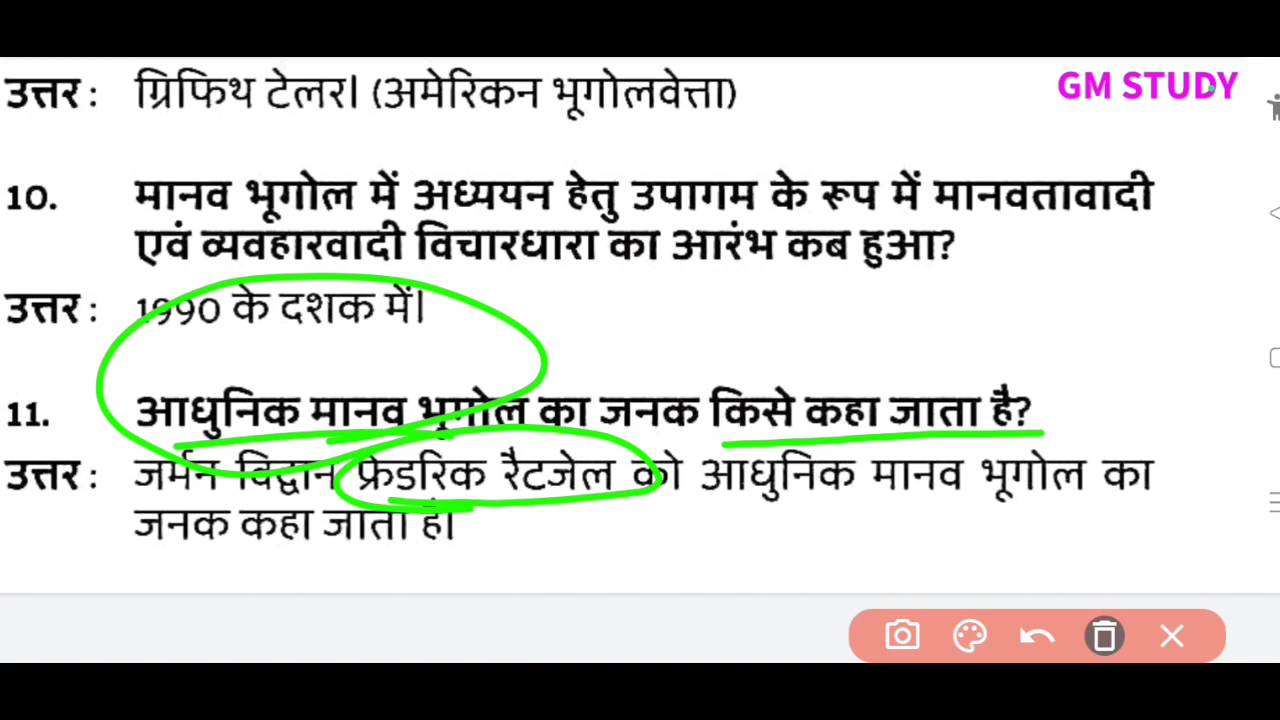 उत्तर : ग्रिफिथ टेलर। (अमेरिकन भूगोलवेत्ता)
GM STUDY
10. मानव भूगोल में अध्ययन हेतु उपागम के रूप में मानवतावादी
एवं व्यवहारवादी विचारधारा का आरंभ कब हुआ?
उत्तर : 1990 के दशक में।
11. आधुनिक मानव भूगोल का जनक किसे कहा जाता है?
उत्तर : जर्मन विद्वान फ्रेडरिक रैटजेल को आधुनिक मानव भूगोल का
जनक कहा जाता है।